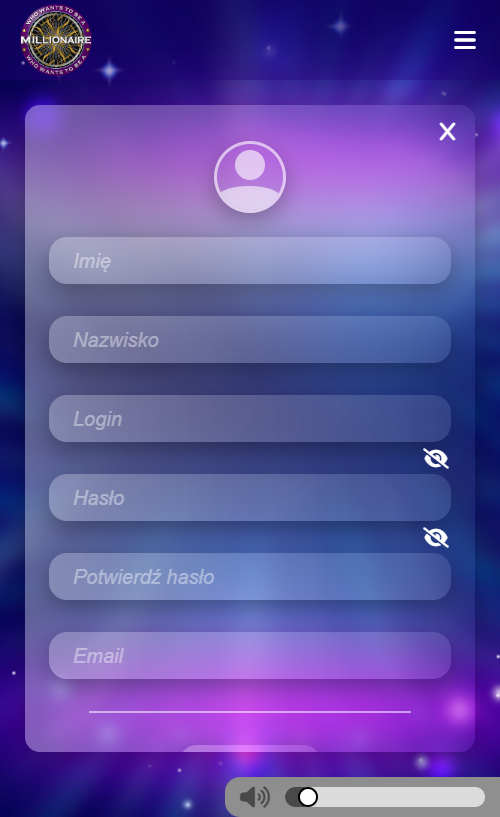 WHO WANTS TO BE A
MILLIONAIRE
WHO WANTS TO BE A
X
Imię
Nazwisko
Login
Hasło
Potwierdź hasło
Email